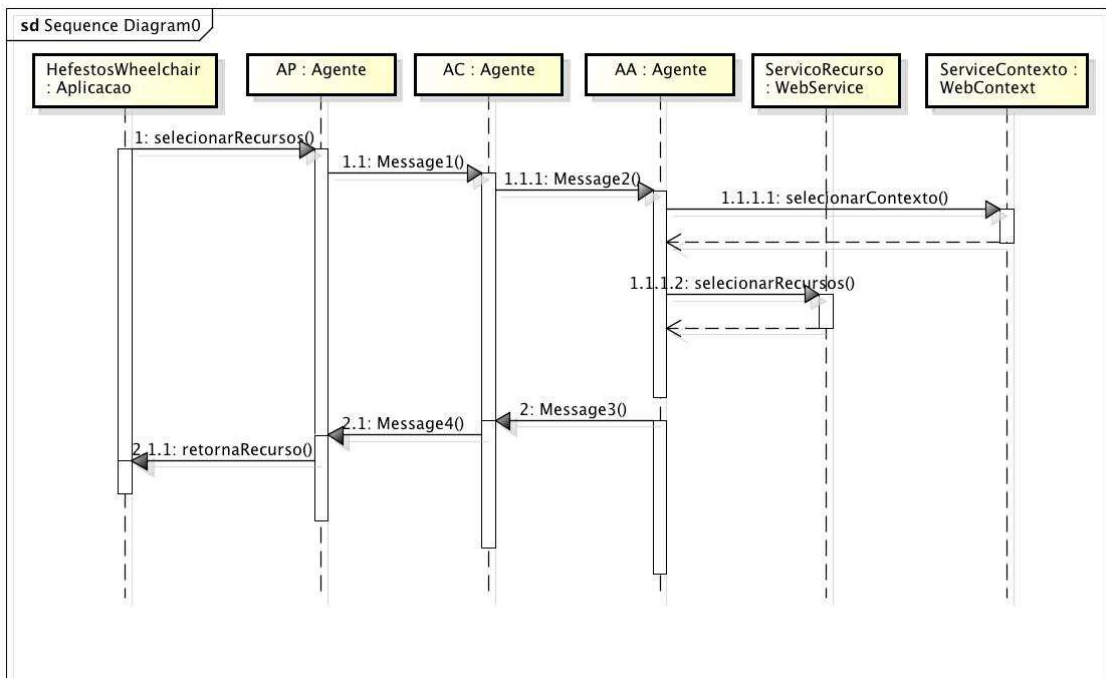 sd Sequence Diagram0
HefestosWheelchair
: Aplicacao
AP : Agente
AC : Agente
AA : Agente
ServicoRecurso
: WebService
ServiceContexto :
WebContext
1: selecionarRecursos()
1.1: Message1()
1.1.1: Message2()
1.1.1.1: selecionarContexto()
1.1.1.2: selecionarRecursos()
2: Message3()
2.1: Message4()
2.1.1: retornaRecurso()